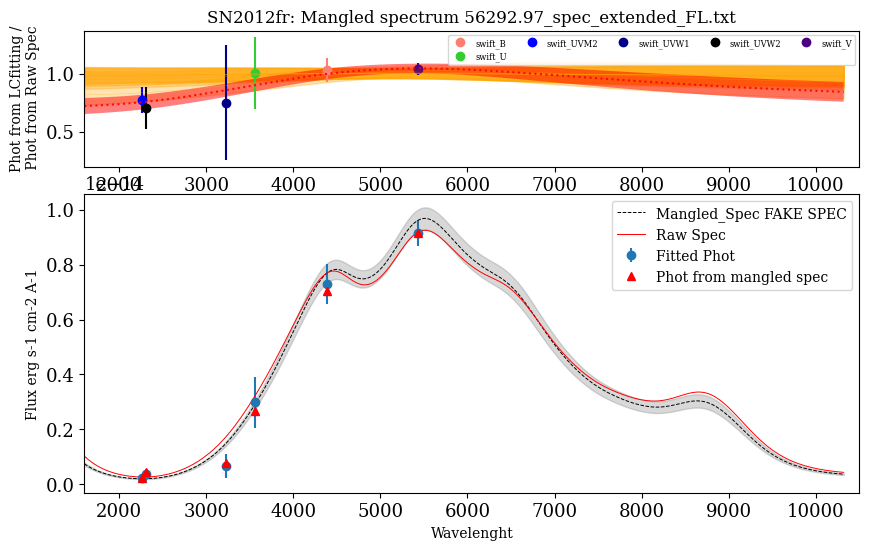 SN2012fr: Mangled spectrum 56292.97_spec_extended_FL.txt
Phot from LCfitting /
Phot from Raw Spec
1.0
0.5
swift_B swift_UVM2 swift_UVW1 swift_UVW2 swift_V
swift_U
2000 3000 4000 5000 6000 7000 8000 9000 10000
1e−14
Flux erg s-1 cm-2 A-1
1.0
0.8
0.6
0.4
0.2
0.0
Mangled_Spec FAKE SPEC
Raw Spec
Fitted Phot
Phot from mangled spec
2000 3000 4000 5000 6000 7000 8000 9000 10000
Wavelenght